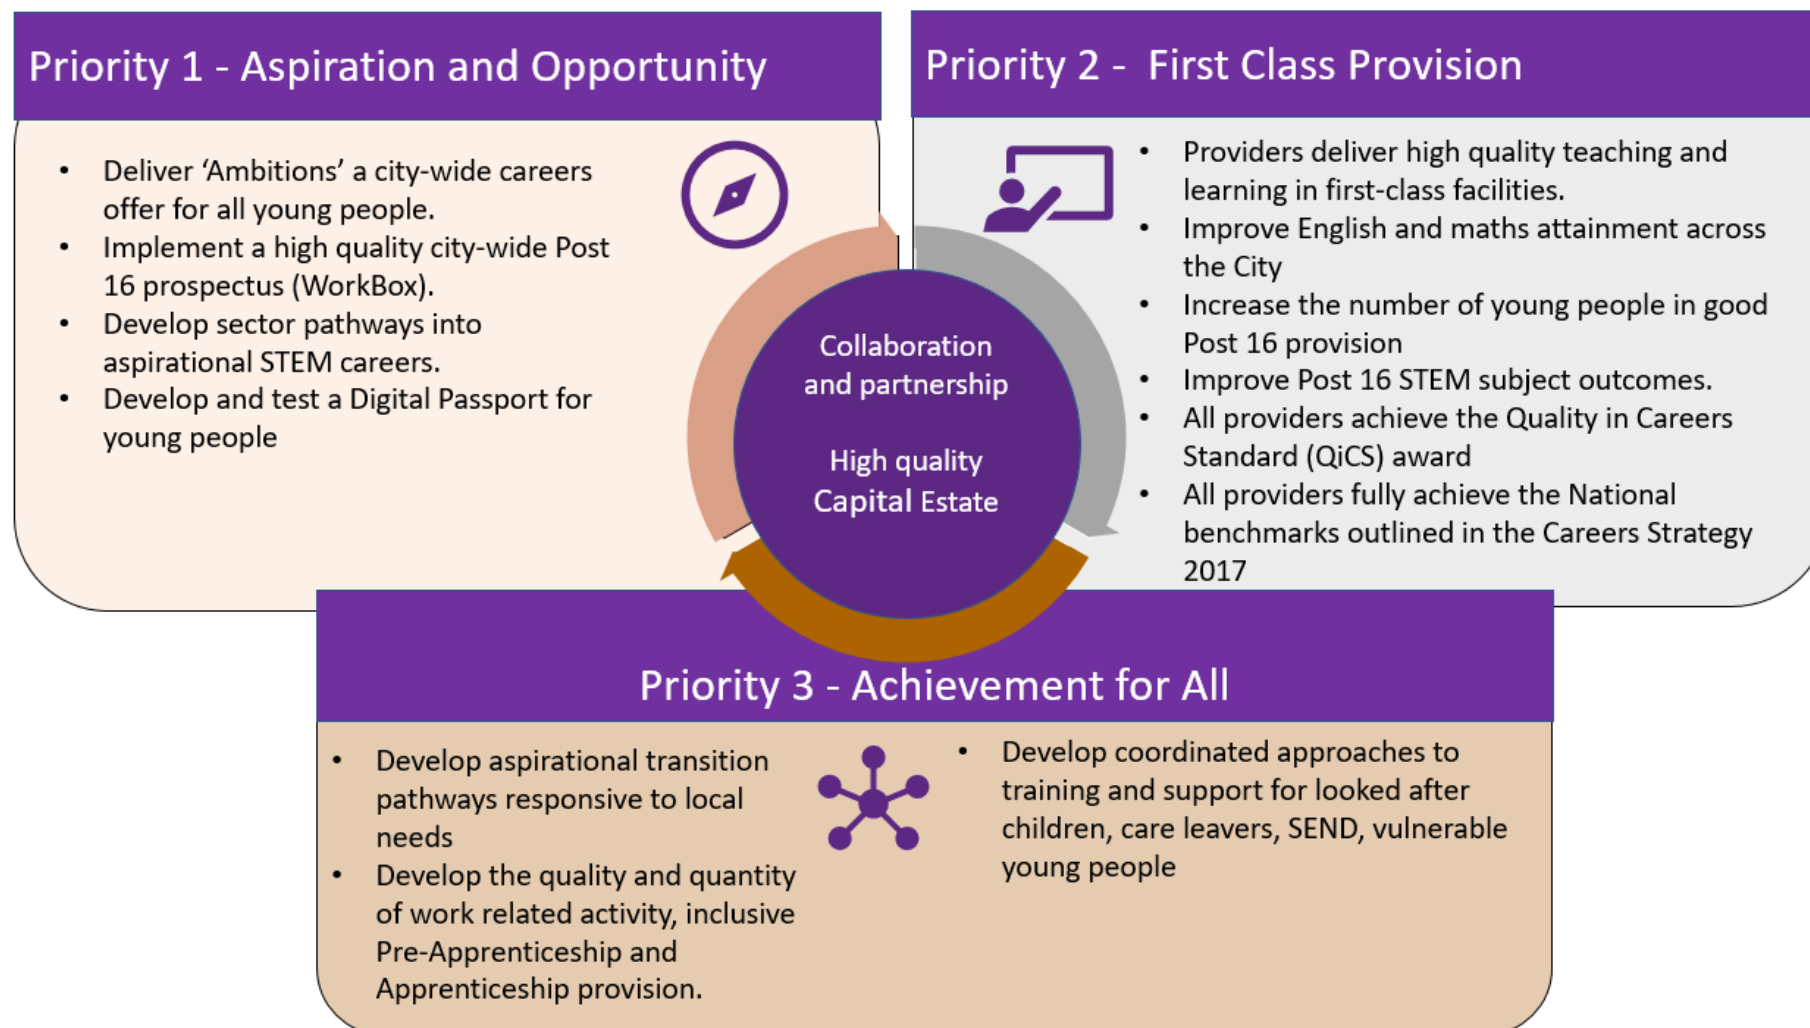 Priority 1 - Aspiration and Opportunity
• Deliver ‘Ambitions’ a city-wide careers
offer for all young people.
• Implement a high quality city-wide Post
16 prospectus (WorkBox).
• Develop sector pathways into
aspirational STEM careers.
• Develop and test a Digital Passport for
young people
Priority 2 - First Class Provision
• Providers deliver high quality teaching and
learning in first-class facilities.
• Improve English and maths attainment across
the City
• Increase the number of young people in good
Post 16 provision
• Improve Post 16 STEM subject outcomes.
• All providers achieve the Quality in Careers
Standard (QiCS) award
• All providers fully achieve the National
benchmarks outlined in the Careers Strategy
2017
Collaboration
and partnership
High quality
Capital Estate
Priority 3 - Achievement for All
• Develop aspirational transition
pathways responsive to local
needs
• Develop the quality and quantity
of work related activity, inclusive
Pre-Apprenticeship and
Apprenticeship provision.
• Develop coordinated approaches to
training and support for looked after
children, care leavers, SEND, vulnerable
young people